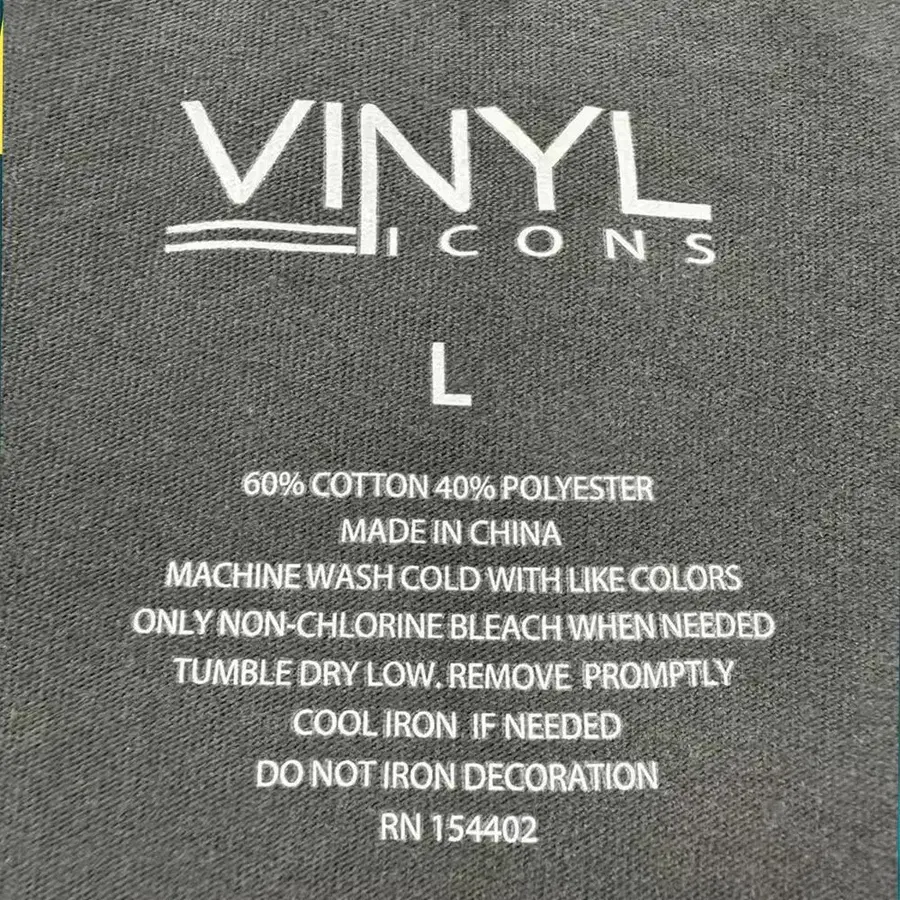 VINYL
ICONS
L
60% COTTON 40% POLYESTER
MADE IN CHINA
MACHINE WASH COLD WITH LIKE COLORS
ONLY NON-CHLORINE BLEACH WHEN NEEDED
TUMBLE DRY LOW. REMOVE PROMPTLY
COOL IRON IF NEEDED
DO NOT IRON DECORATION
RN 154402